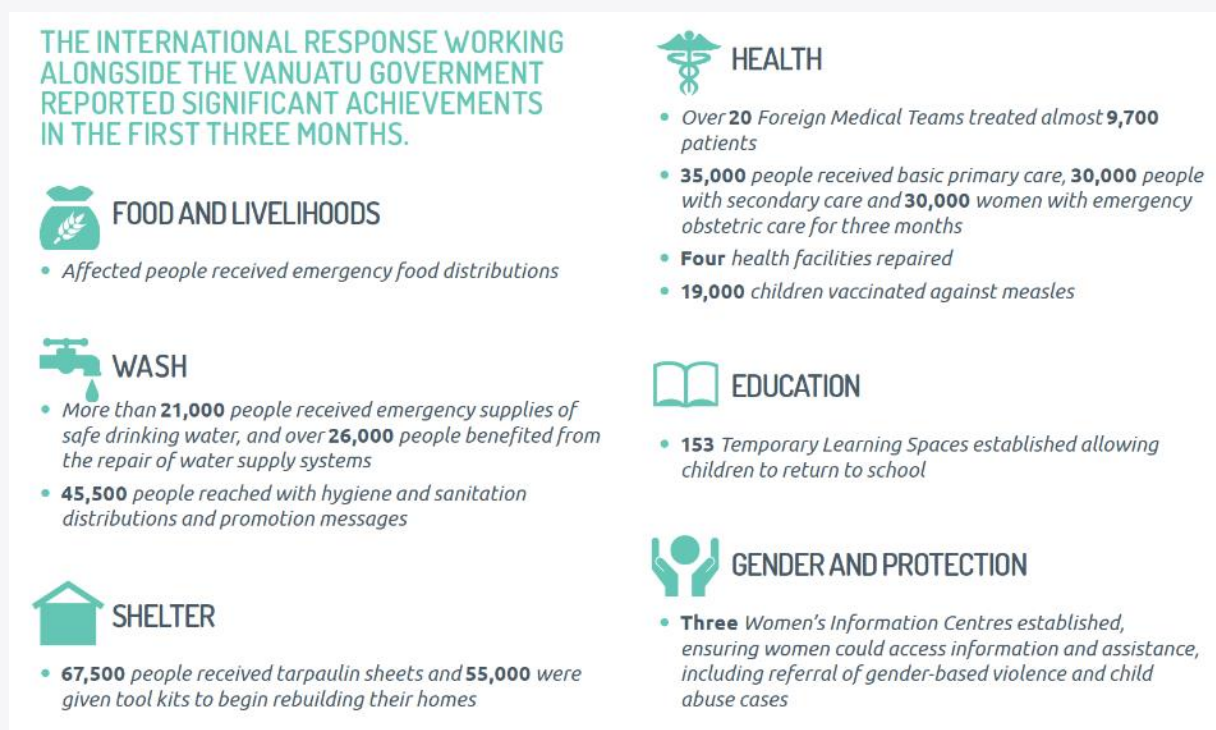 THE INTERNATIONAL RESPONSE WORKING
ALONGSIDE THE VANUATU GOVERNMENT
REPORTED SIGNIFICANT ACHIEVEMENTS
IN THE FIRST THREE MONTHS.
FOOD AND LIVELIHOODS
• Affected people received emergency food distributions
WASH
• More than 21,000 people received emergency supplies of
safe drinking water, and over 26,000 people benefited from
the repair of water supply systems
• 45,500 people reached with hygiene and sanitation
distributions and promotion messages
SHELTER
• 67,500 people received tarpaulin sheets and 55,000 were
given tool kits to begin rebuilding their homes
HEALTH
• Over 20 Foreign Medical Teams treated almost 9,700
patients
• 35,000 people received basic primary care, 30,000 people
with secondary care and 30,000 women with emergency
obstetric care for three months
• Four health facilities repaired
• 19,000 children vaccinated against measles
EDUCATION
• 153 Temporary Learning Spaces established allowing
children to return to school
GENDER AND PROTECTION
• Three Women's Information Centres established,
ensuring women could access information and assistance,
including referral of gender-based violence and child
abuse cases